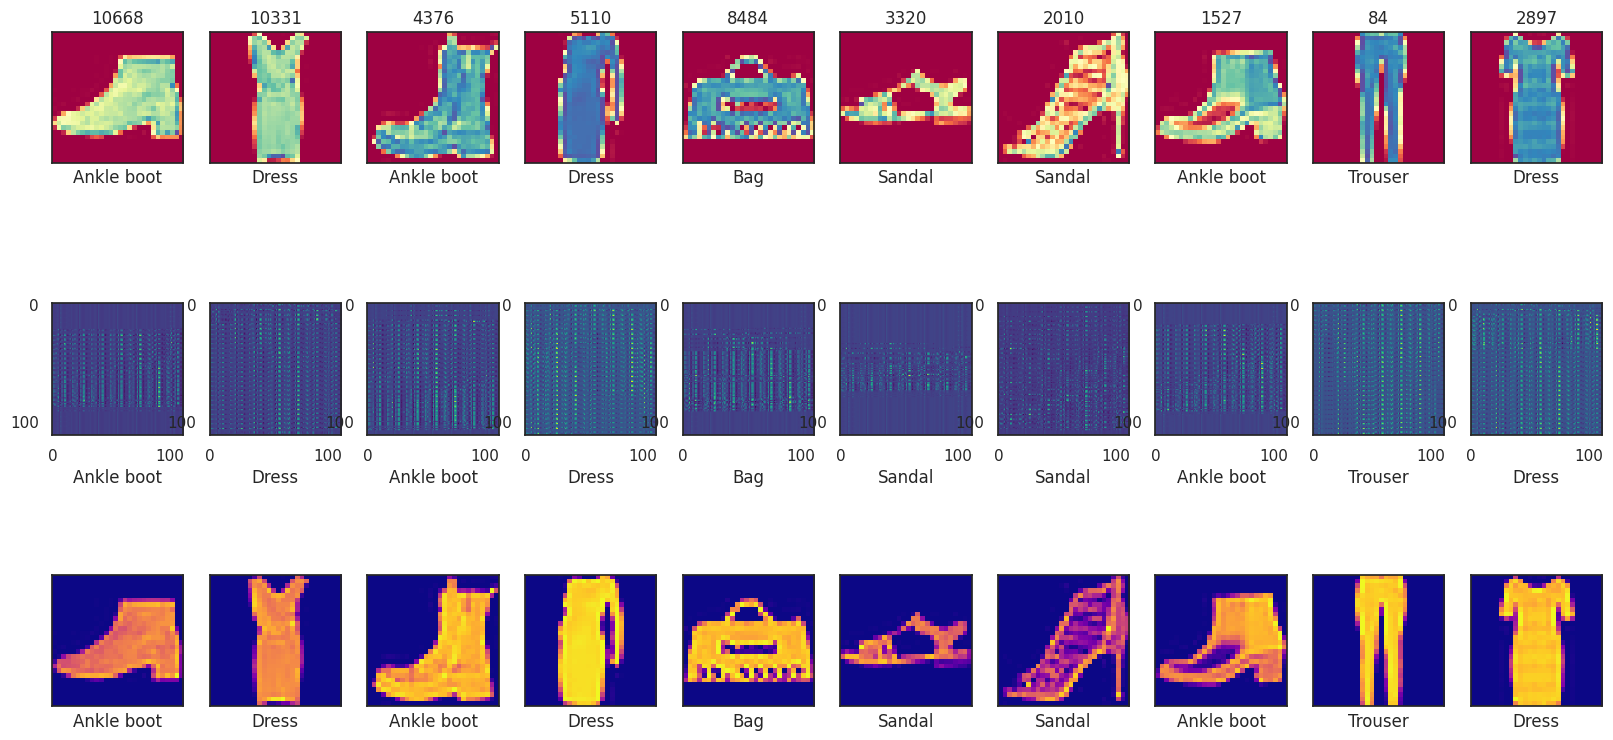 10668 10331 4376 5110 8484 3320 2010 1527 84 2897
Ankle boot Dress Ankle boot Dress Bag Sandal Sandal Ankle boot Trouser Dress
0 0 0 0 0 0 0 0 0 0
100 100 100 100 100 100 100 100 100 100
0 100 0 100 0 100 0 100 0 100 0 100 0 100 0 100 0 100 0 100
Ankle boot Dress Ankle boot Dress Bag Sandal Sandal Ankle boot Trouser Dress
Ankle boot Dress Ankle boot Dress Bag Sandal Sandal Ankle boot Trouser Dress